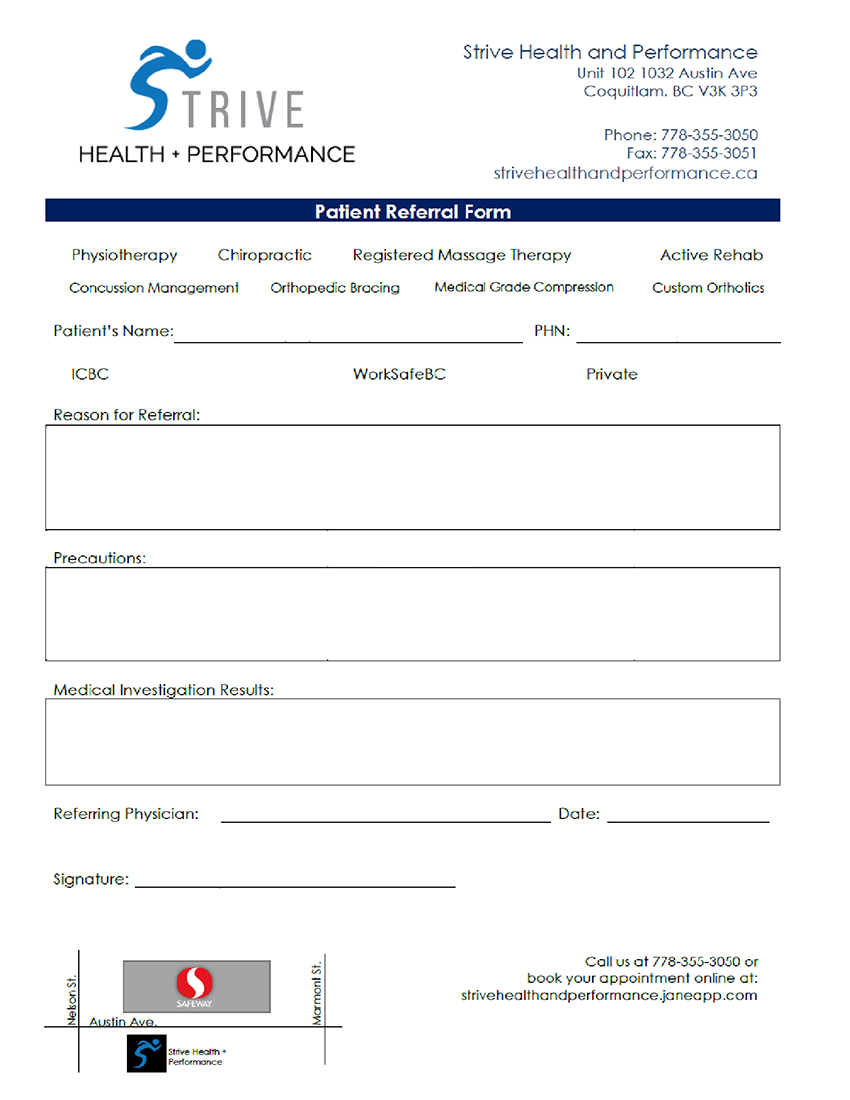 STRIVE
HEALTH + PERFORMANCE
Strive Health and Performance
Unit 102 1032 Austin Ave
Coquitlam, BC V3K 3P3
Phone: 778-355-3050
Fax: 778-355-3051
strivehealthandperformance.ca
Patient Referral Form
Physiotherapy Chiropractic Registered Massage Therapy Active Rehab
Concussion Management Orthopedic Bracing Medical Grade Compression Custom Orthotics
Patient's Name: PHN:
ICBC WorkSafeBC Private
Reason for Referral:
Precautions:
Medical Investigation Results:
Referring Physician: Date:
Signature:
Nelson St.
SAFEWAY
Marmont St.
Austin Ave.
Strive Health +
Performance
Call us at 778-355-3050 or
book your appointment online at:
strivehealthandperformance.janeapp.com